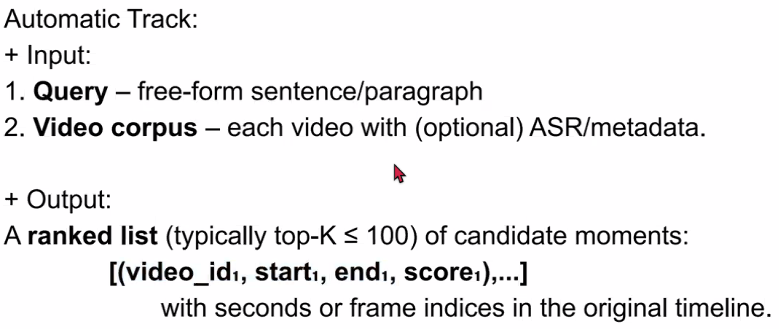 Automatic Track:
+ Input:
1. Query – free-form sentence/paragraph
2. Video corpus – each video with (optional) ASR/metadata.
+ Output:
A ranked list (typically top-K ≤ 100) of candidate moments:
[(video_id₁, start₁, end₁, score₁),...]
with seconds or frame indices in the original timeline.